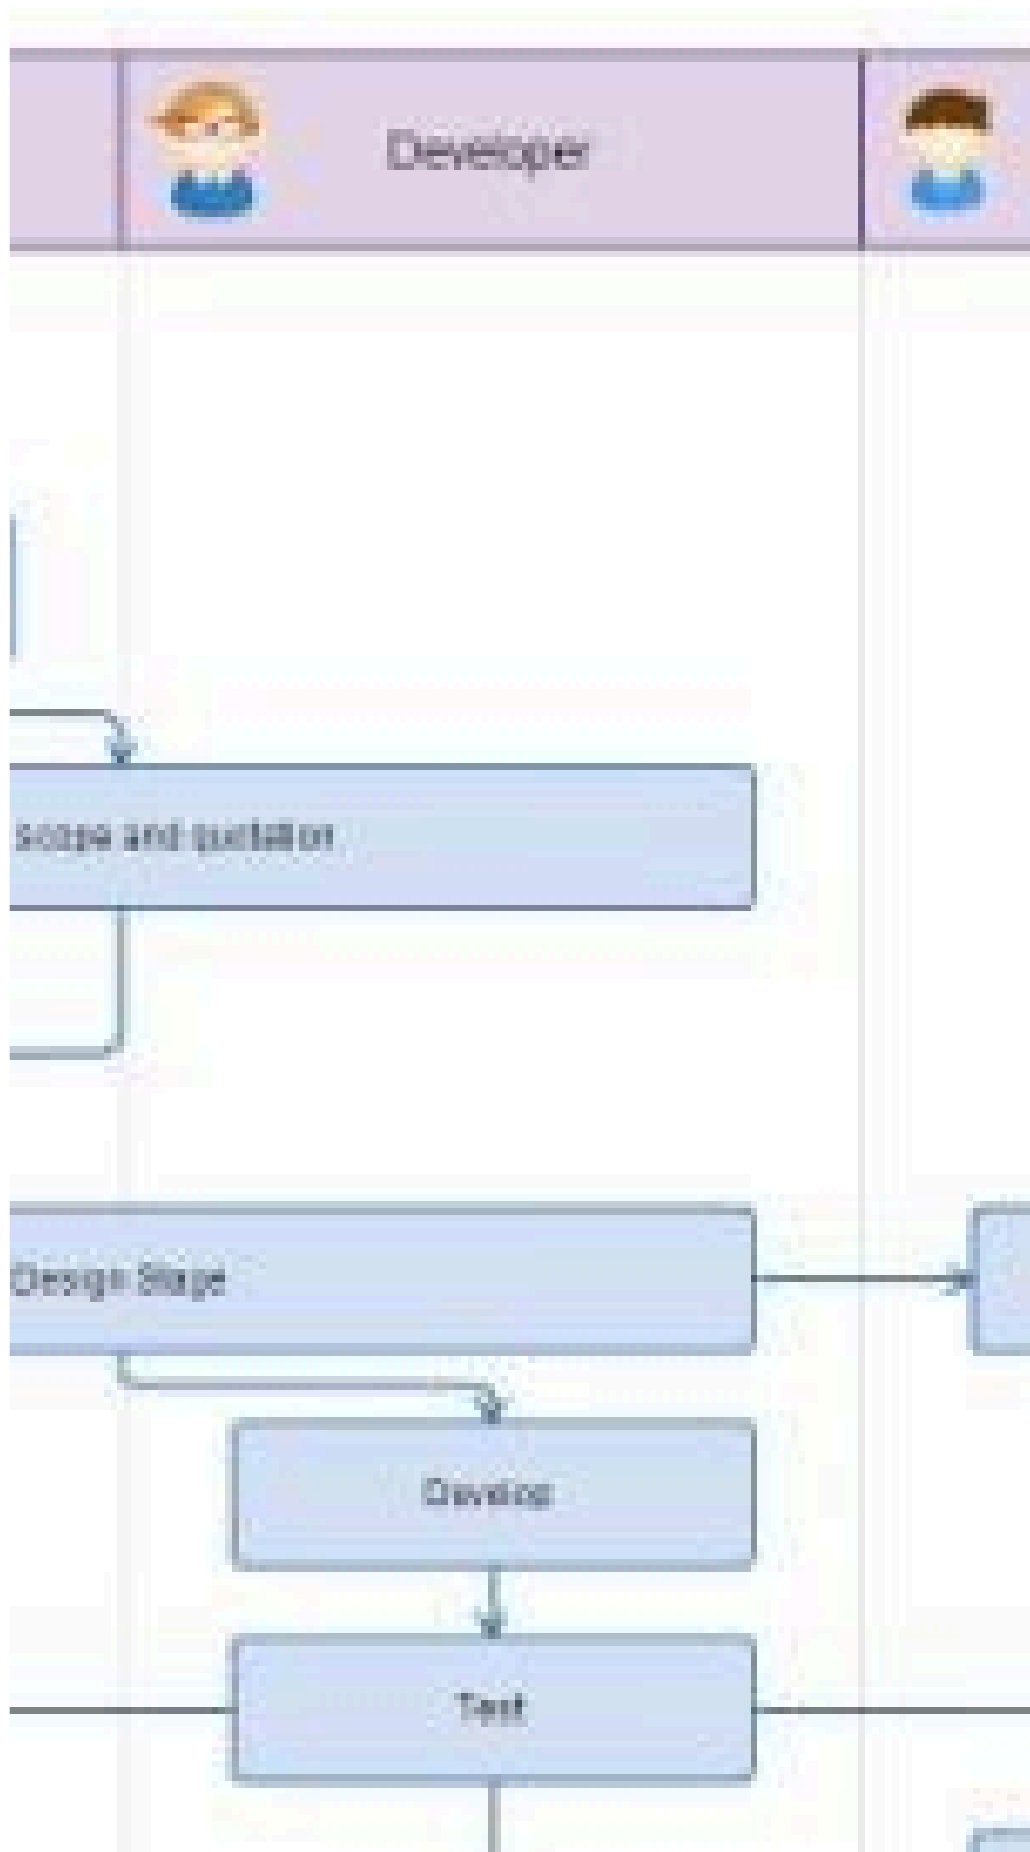 Developer
scope and quotation
Design Stage
Develop
Test